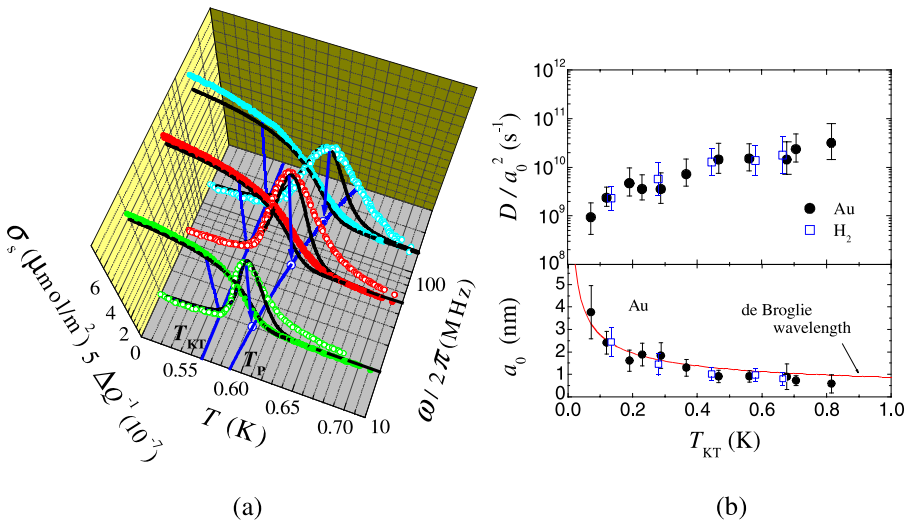 σs (μmol/m²) 5 ΔQ⁻¹ (10⁻⁷)
6
4
2
0
TKT
TP
0.55
0.60
0.65
0.70
T (K)
10
100
ω/2π (MHz)
(a)
D/a₀² (s⁻¹)
10¹²
10¹¹
10¹⁰
10⁹
10⁸
Au
H₂
a₀ (nm)
5
4
3
2
1
0
Au
de Broglie
wavelength
0.0 0.2 0.4 0.6 0.8 1.0
TKT (K)
(b)